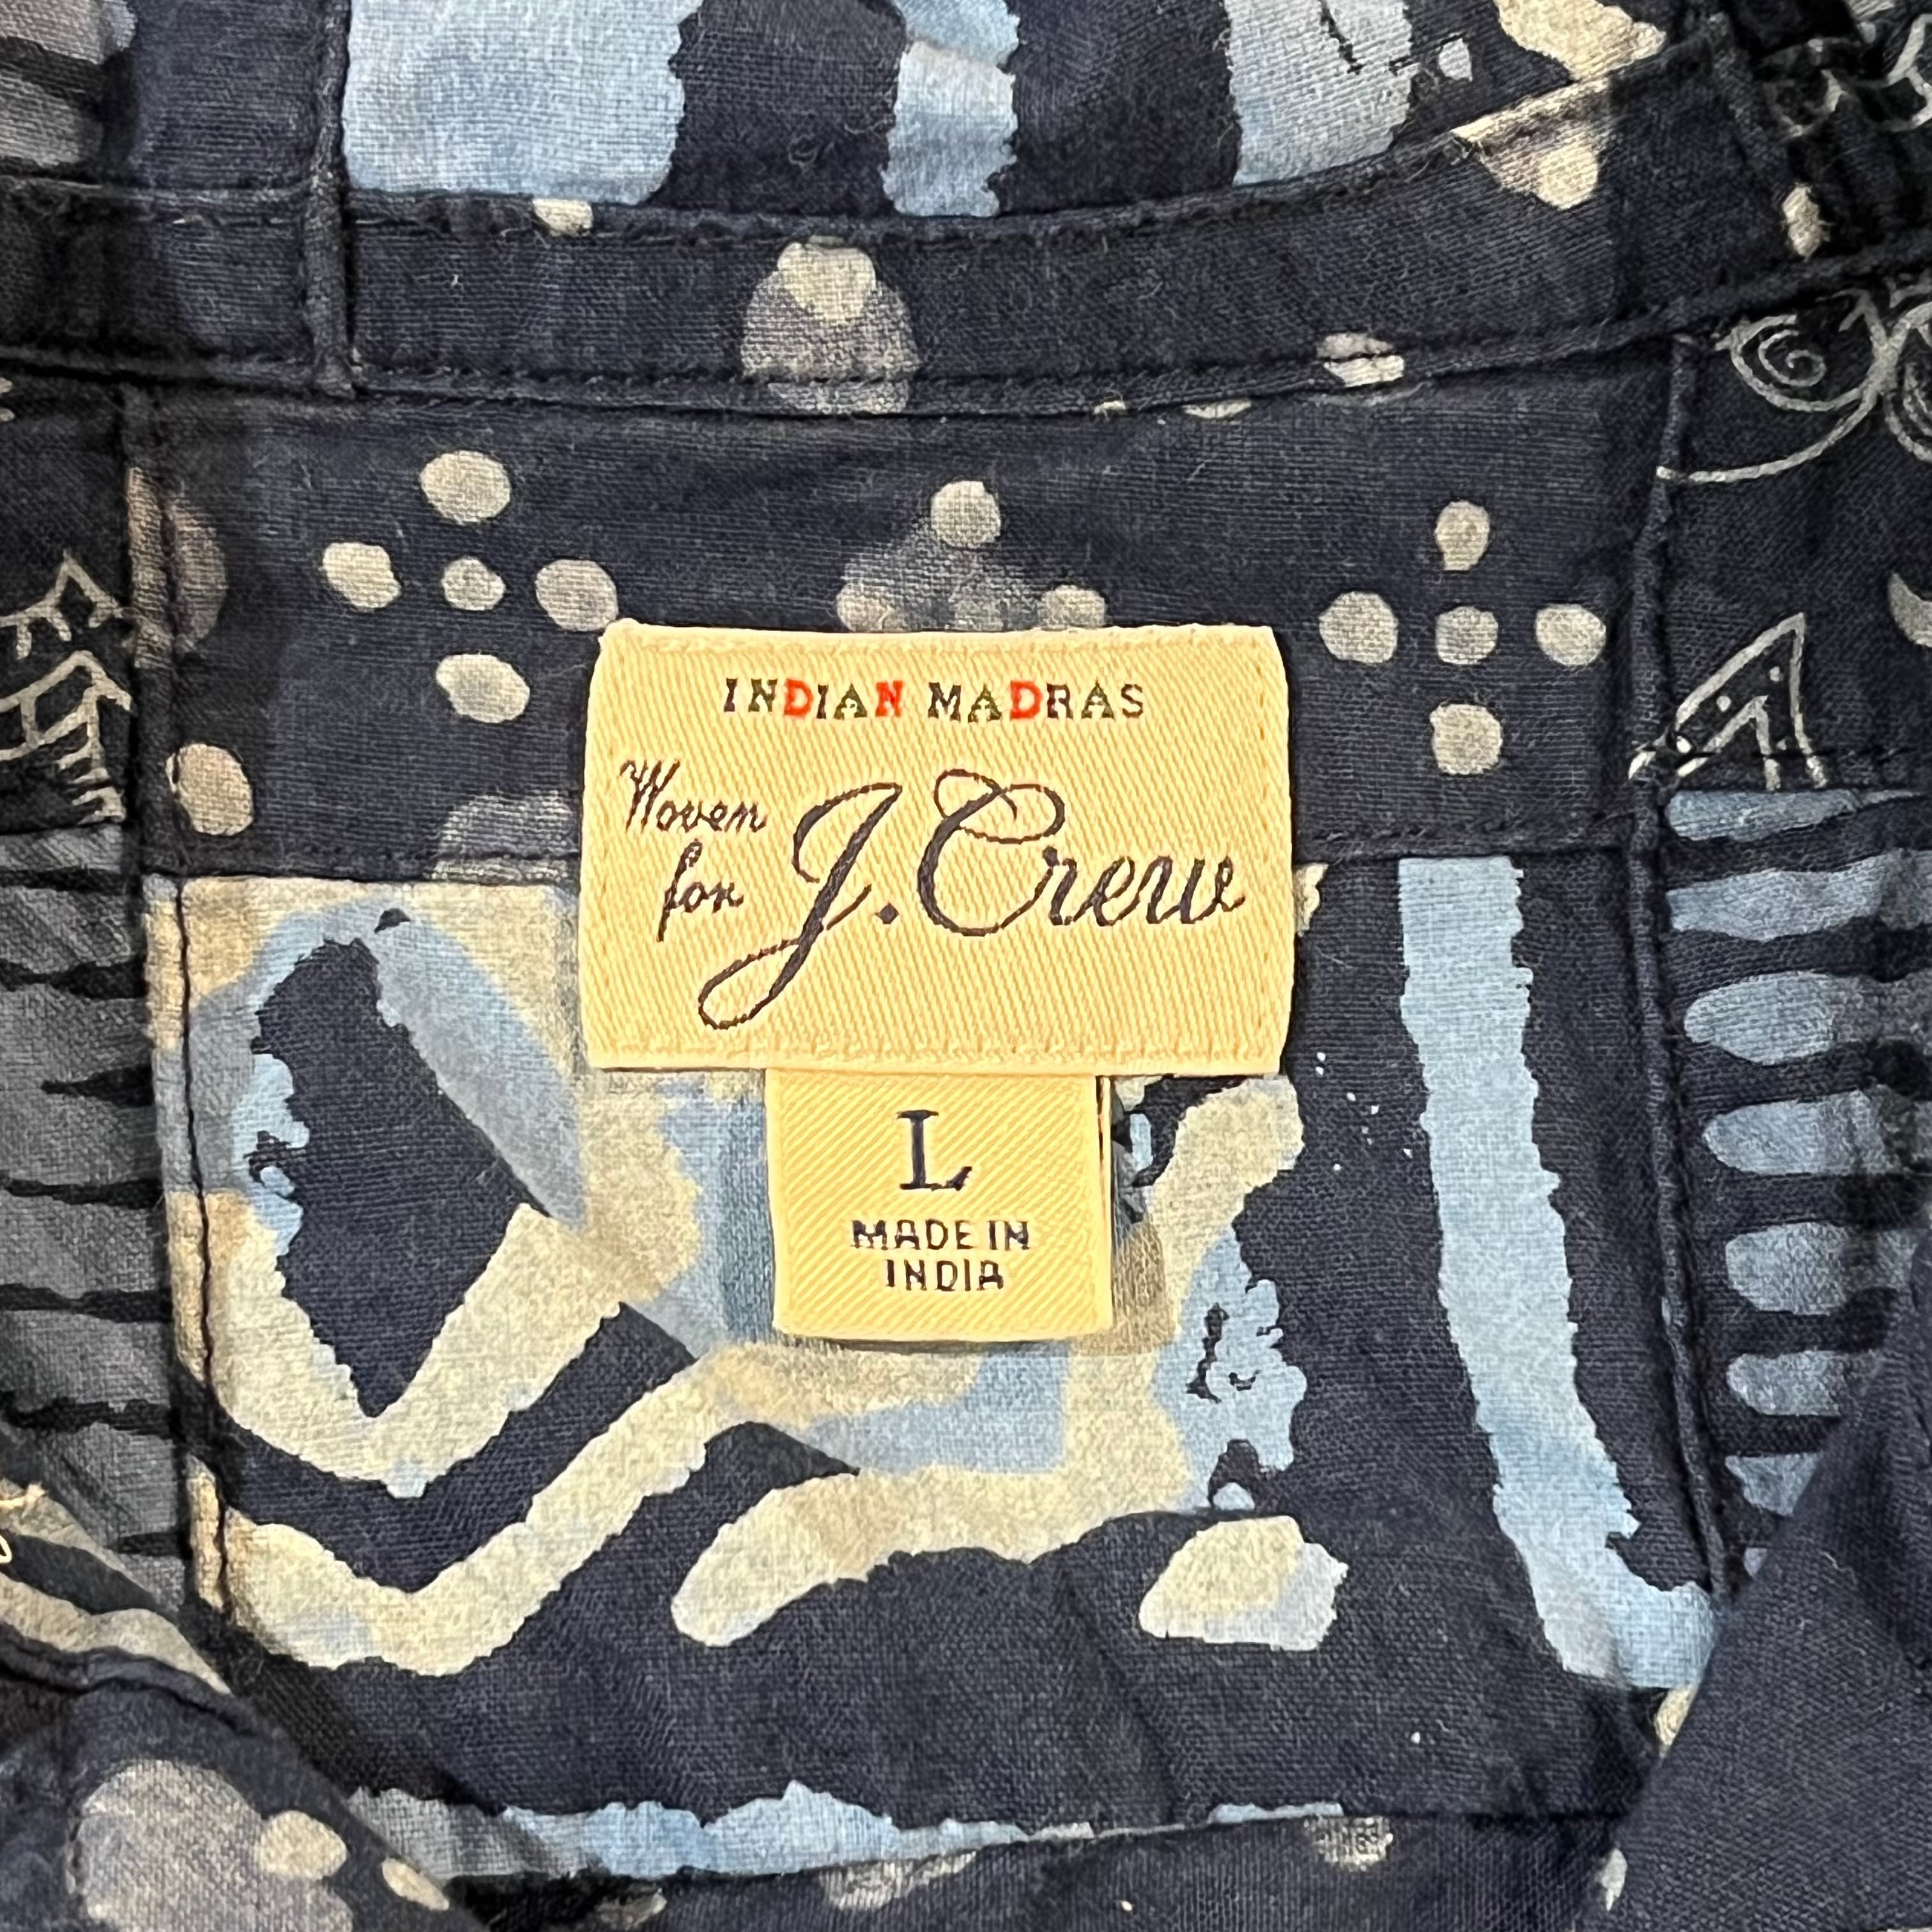 INDIAN MADRAS
Woven
for J.Crew
L
MADE IN
INDIA